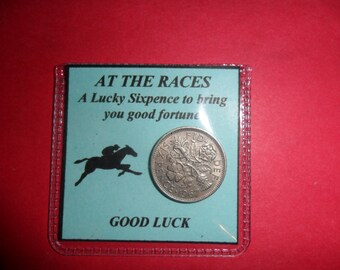 AT THE RACES
A Lucky Sixpence to bring
you good fortune
GOOD LUCK